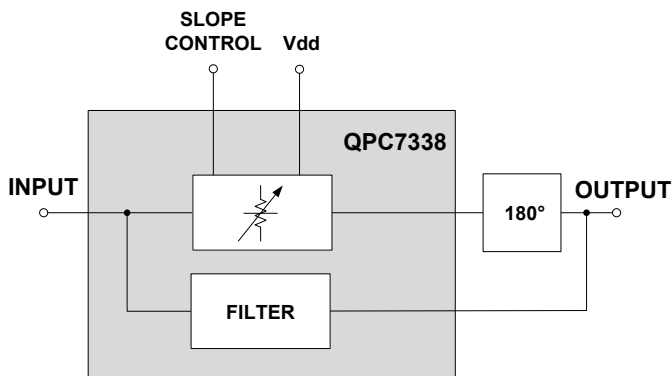 SLOPE
CONTROL
Vdd
QPC7338
INPUT
180°
OUTPUT
FILTER